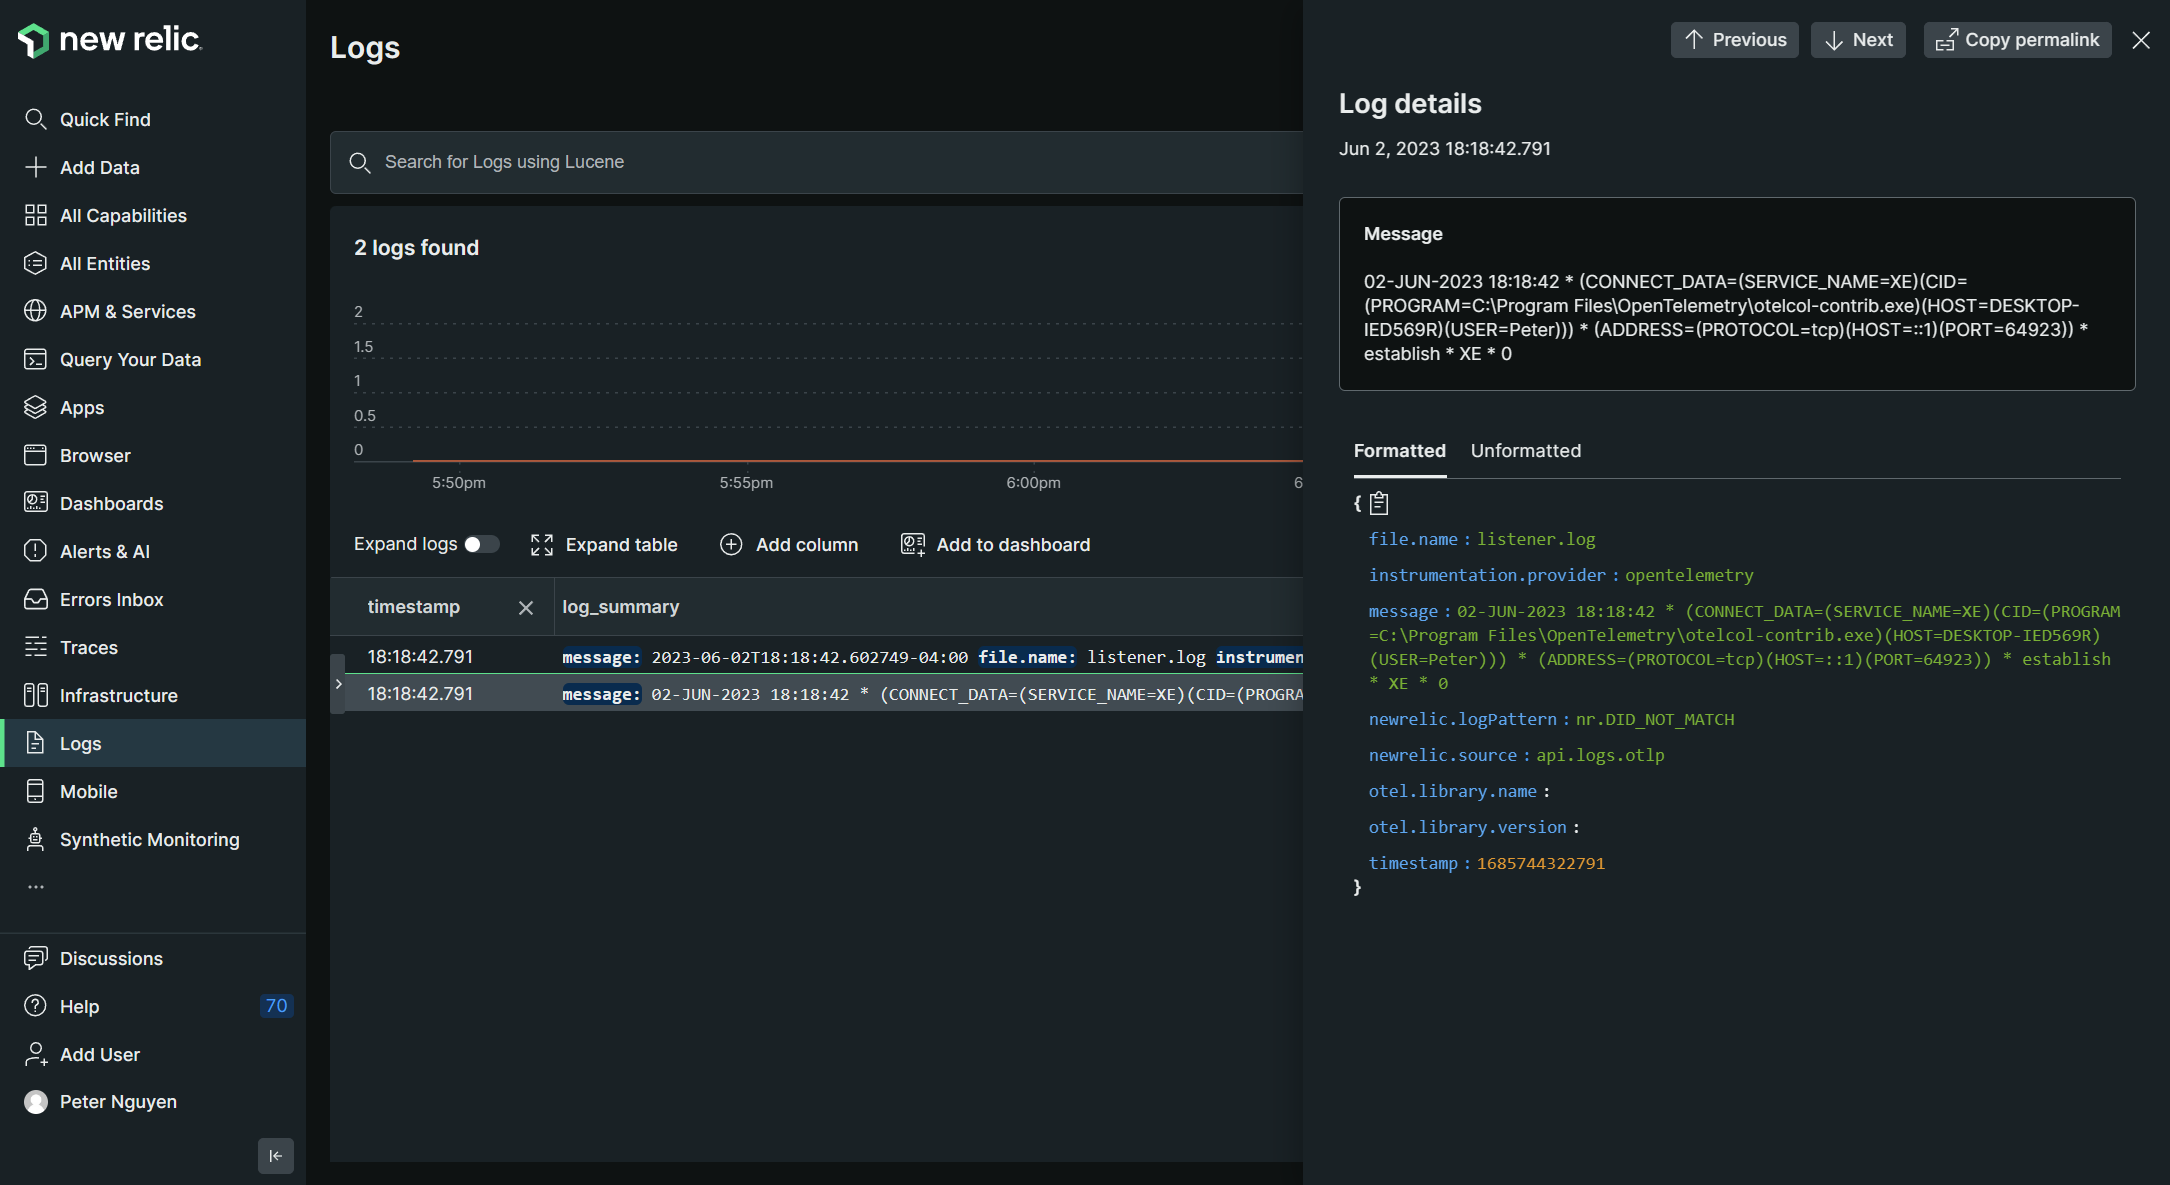 new relic
Quick Find
Add Data
All Capabilities
All Entities
APM & Services
Query Your Data
Apps
Browser
Dashboards
Alerts & AI
Errors Inbox
Traces
Infrastructure
Logs
Mobile
Synthetic Monitoring
...
Discussions
Help 70
Add User
Peter Nguyen
Logs
Search for Logs using Lucene
2 logs found
2
1.5
1
0.5
0
5:50pm 5:55pm 6:00pm 6
Expand logs Expand table Add column Add to dashboard
timestamp log_summary
18:18:42.791 message: 2023-06-02T18:18:42.602749-04:00 file.name: listener.log instrumen
18:18:42.791 message: 02-JUN-2023 18:18:42 * (CONNECT_DATA=(SERVICE_NAME=XE)(CID=(PROGRA
Previous Next Copy permalink
Log details
Jun 2, 2023 18:18:42.791
Message
02-JUN-2023 18:18:42 * (CONNECT_DATA=(SERVICE_NAME=XE)(CID=
(PROGRAM=C:\Program Files\OpenTelemetry\otelcol-contrib.exe)(HOST=DESKTOP-
IED569R)(USER=Peter))) * (ADDRESS=(PROTOCOL=tcp)(HOST=::1)(PORT=64923)) *
establish * XE * 0
Formatted Unformatted
{
file.name : listener.log
instrumentation.provider : opentelemetry
message : 02-JUN-2023 18:18:42 * (CONNECT_DATA=(SERVICE_NAME=XE)(CID=(PROGRAM
=C:\Program Files\OpenTelemetry\otelcol-contrib.exe)(HOST=DESKTOP-IED569R)
(USER=Peter))) * (ADDRESS=(PROTOCOL=tcp)(HOST=::1)(PORT=64923)) * establish
* XE * 0
newrelic.logPattern : nr.DID_NOT_MATCH
newrelic.source : api.logs.otlp
otel.library.name :
otel.library.version :
timestamp : 1685744322791
}